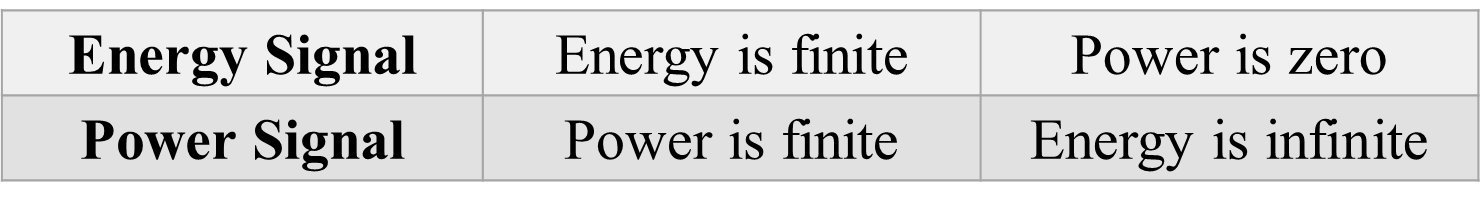 Energy Signal Energy is finite Power is zero
Power Signal Power is finite Energy is infinite